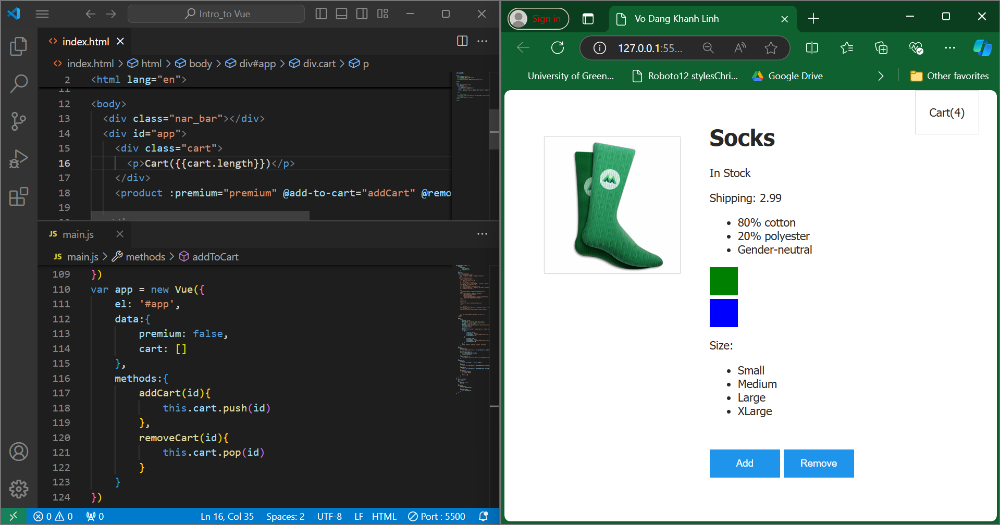 Intro_to Vue
index.html
index.html > html > body > div#app > div.cart > p
2 <html lang="en">
11
12 <body>
13 <div class="nar_bar"></div>
14 <div id="app">
15 <div class="cart">
16 <p>Cart({{cart.length}})</p>
17 </div>
18 <product :premium="premium" @add-to-cart="addCart" @remo
19
JS main.js
JS main.js > methods > addToCart
109 })
110 var app = new Vue({
111 el: '#app',
112 data:{
113 premium: false,
114 cart: []
115 },
116 methods:{
117 addCart(id){
118 this.cart.push(id)
119 },
120 removeCart(id){
121 this.cart.pop(id)
122 }
123 }
124 })
0 0 0 Ln 16, Col 35 Spaces: 2 UTF-8 LF HTML Port : 5500
Sign in
Vo Dang Khanh Linh
127.0.0.1:55...
University of Green...
Roboto12 stylesChri...
Google Drive
Other favorites
Cart(4)
Socks
In Stock
Shipping: 2.99
• 80% cotton
• 20% polyester
• Gender-neutral
Size:
• Small
• Medium
• Large
• XLarge
Add
Remove